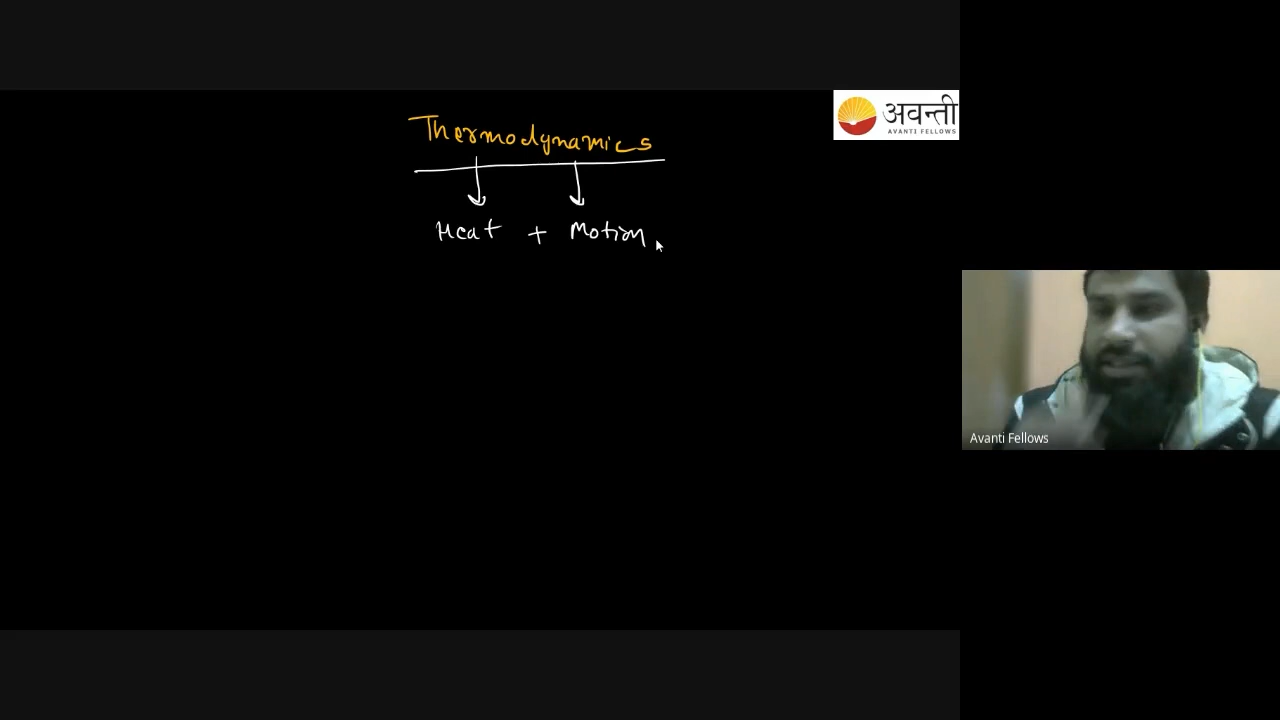 Thermodynamics
Heat + Motion
अवन्ती
AVANTI FELLOWS
Avanti Fellows